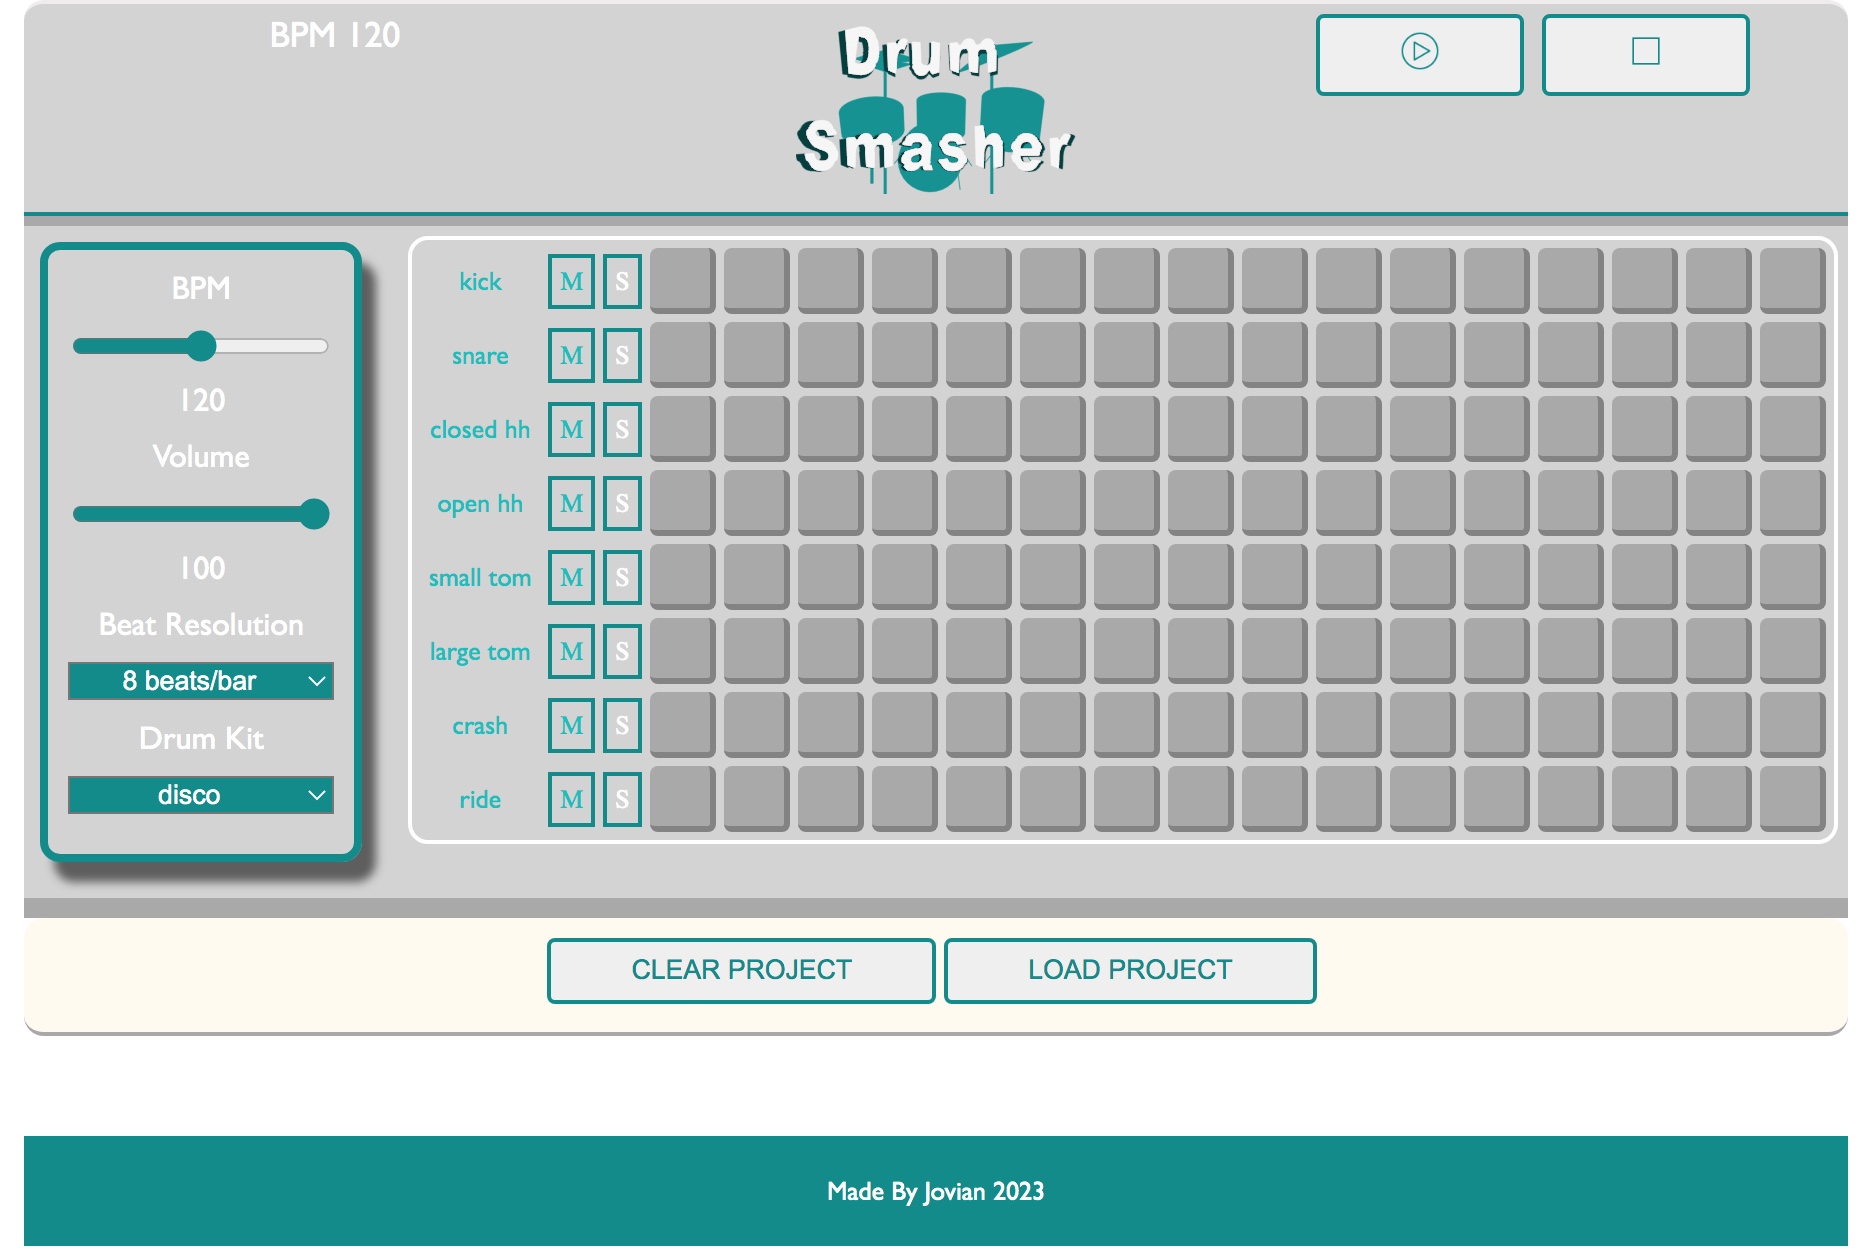 BPM 120
Drum
Smasher
BPM
120
Volume
100
Beat Resolution
8 beats/bar
Drum Kit
disco
kick M S
snare M S
closed hh M S
open hh M S
small tom M S
large tom M S
crash M S
ride M S
CLEAR PROJECT LOAD PROJECT
Made By Jovian 2023